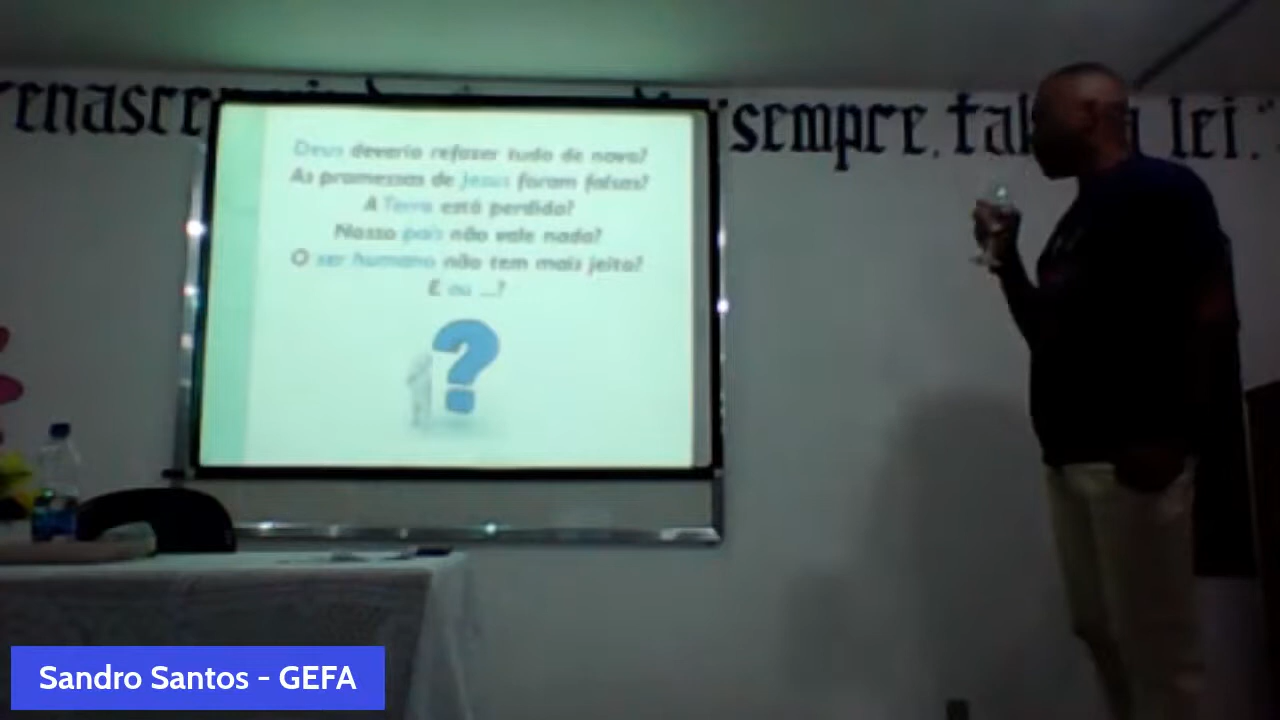 renascer
sempre, tal a lei."
Deus deveria refazer tudo de novo?
As promessas de Jesus foram falsas?
A Terra está perdida?
Nosso país não vale nada?
O ser humano não tem mais jeito?
E eu ...?
?
Sandro Santos - GEFA